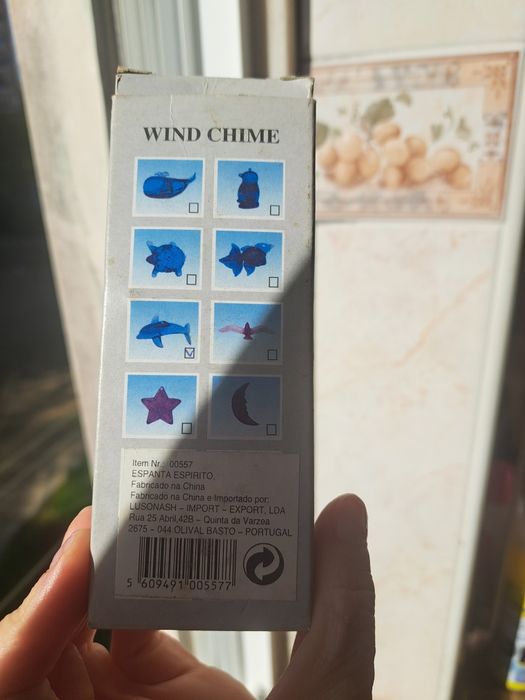 WIND CHIME
Item Nr.: 00557
ESPANTA ESPIRITO,
Fabricado na China
Fabricado na China e Importado por:
LUSONASH - IMPORT - EXPORT, LDA
Rua 25 Abril,42B - Quinta da Varzea
2675 - 044 OLIVAL BASTO - PORTUGAL
5 609491 005577